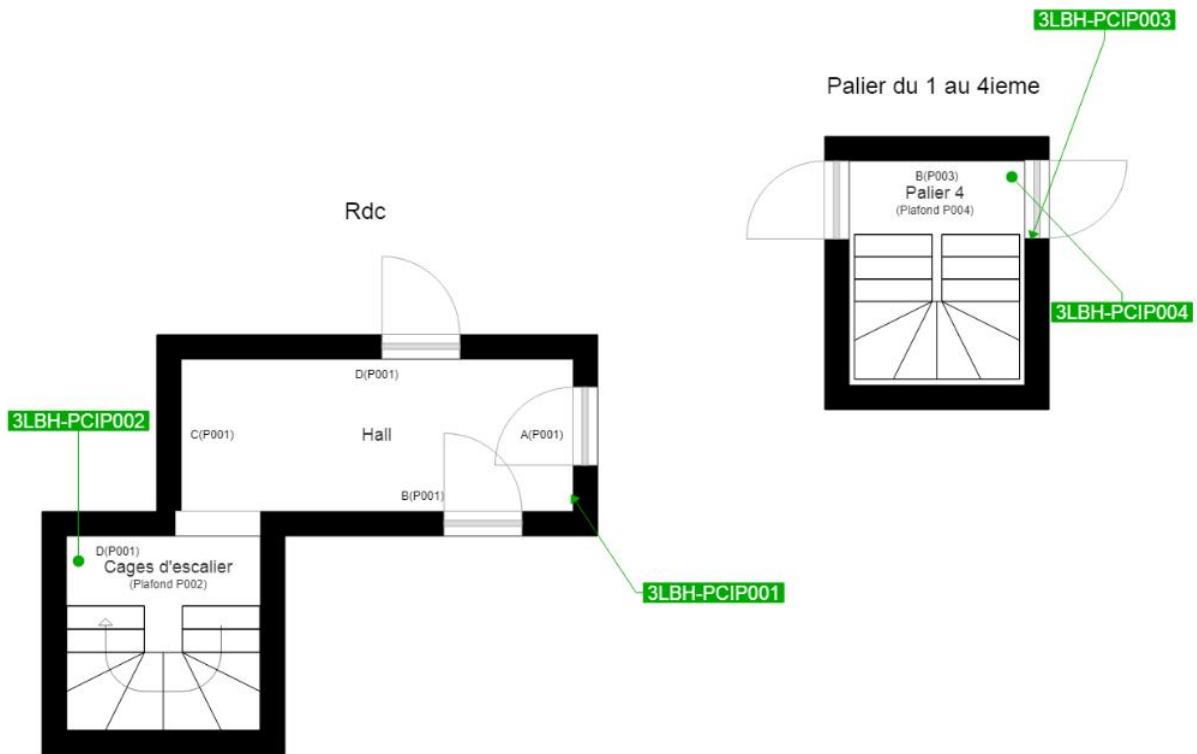 3LBH-PCIP003
Palier du 1 au 4ieme
B(P003)
Palier 4
(Plafond P004)
3LBH-PCIP004
Rdc
D(P001)
3LBH-PCIP002
C(P001)
Hall
A(P001)
B(P001)
D(P001)
Cages d'escalier
(Plafond P002)
3LBH-PCIP001